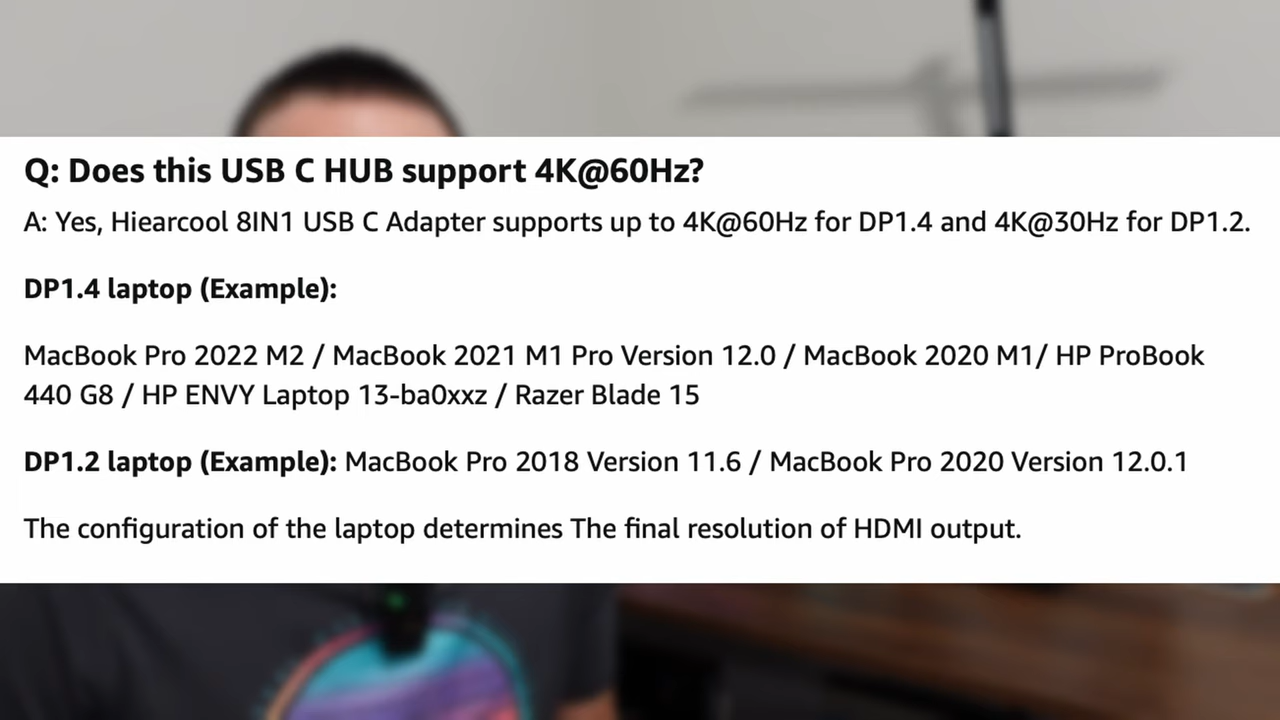 Q: Does this USB C HUB support 4K@60Hz?
A: Yes, Hiearcool 8IN1 USB C Adapter supports up to 4K@60Hz for DP1.4 and 4K@30Hz for DP1.2.
DP1.4 laptop (Example):
MacBook Pro 2022 M2 / MacBook 2021 M1 Pro Version 12.0 / MacBook 2020 M1/ HP ProBook
440 G8 / HP ENVY Laptop 13-ba0xxz / Razer Blade 15
DP1.2 laptop (Example): MacBook Pro 2018 Version 11.6 / MacBook Pro 2020 Version 12.0.1
The configuration of the laptop determines The final resolution of HDMI output.